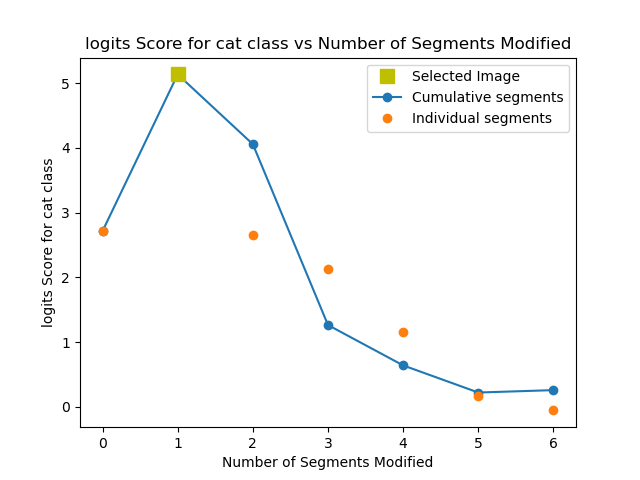 logits Score for cat class vs Number of Segments Modified
Selected Image
Cumulative segments
Individual segments
logits Score for cat class
5
4
3
2
1
0
0 1 2 3 4 5 6
Number of Segments Modified